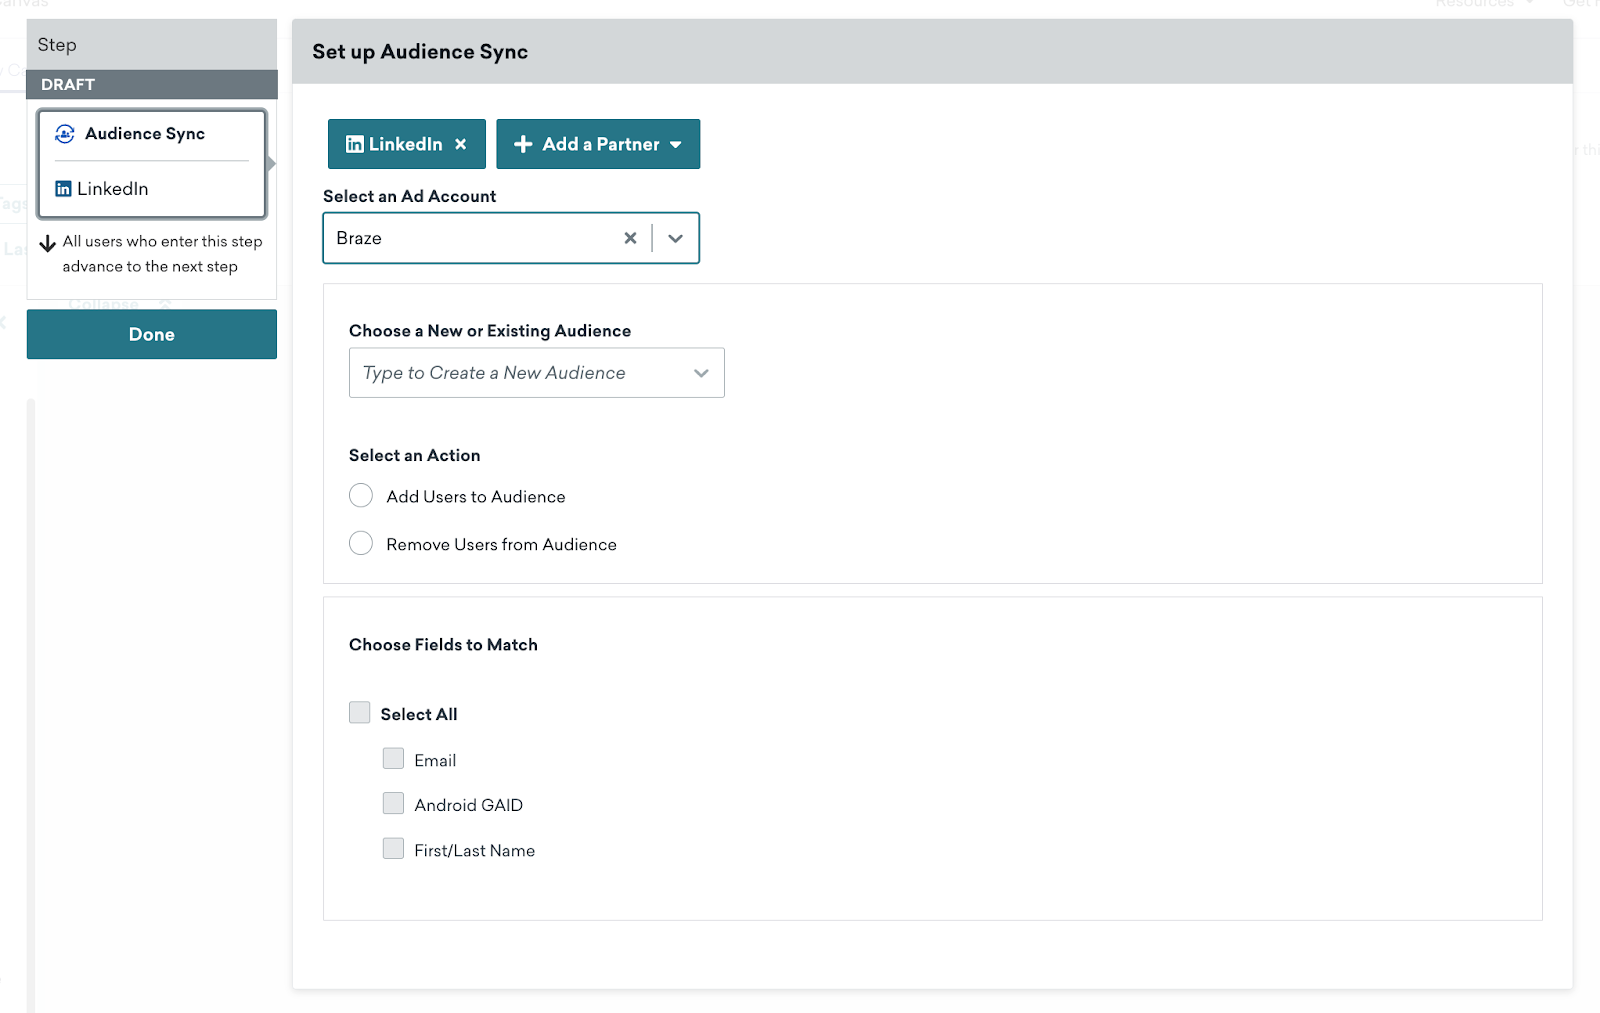 Resources
Step
Set up Audience Sync
DRAFT
Audience Sync
LinkedIn
All users who enter this step
advance to the next step
Collapse
Done
LinkedIn
Add a Partner
Select an Ad Account
Braze
Choose a New or Existing Audience
Type to Create a New Audience
Select an Action
Add Users to Audience
Remove Users from Audience
Choose Fields to Match
Select All
Email
Android GAID
First/Last Name